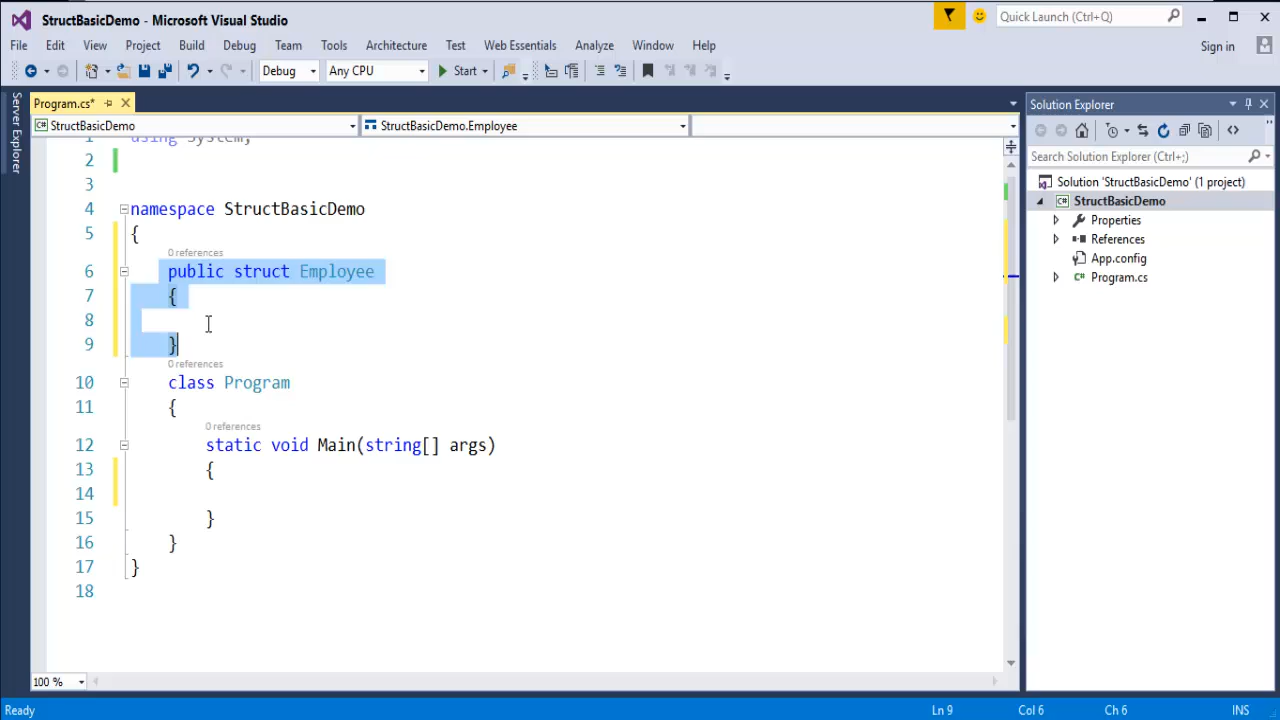 StructBasicDemo - Microsoft Visual Studio
Quick Launch (Ctrl+Q)
File Edit View Project Build Debug Team Tools Architecture Test Web Essentials Analyze Window Help
Sign in
Debug Any CPU Start
Server Explorer
Program.cs*
StructBasicDemo StructBasicDemo.Employee
1 using System;
2
3
4 namespace StructBasicDemo
5 {
0 references
6 public struct Employee
7 {
8
9 }
0 references
10 class Program
11 {
0 references
12 static void Main(string[] args)
13 {
14
15 }
16 }
17 }
18
100 %
Solution Explorer
Search Solution Explorer (Ctrl+;)
Solution 'StructBasicDemo' (1 project)
StructBasicDemo
Properties
References
App.config
Program.cs
Ready Ln 9 Col 6 Ch 6 INS